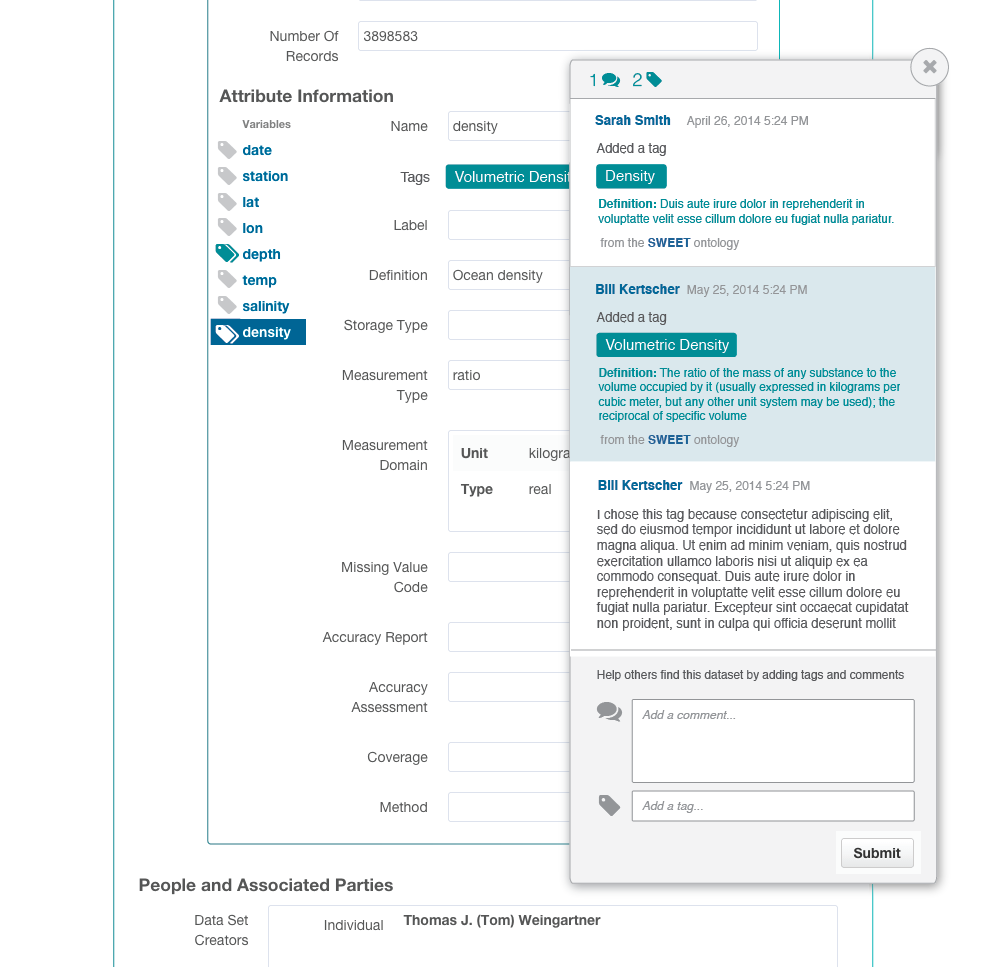 Number Of
Records
3898583
Attribute Information
Variables
date
station
lat
lon
depth
temp
salinity
density
Name
density
Tags
Volumetric Densit
Label
Definition
Ocean density
Storage Type
Measurement
Type
ratio
Measurement
Domain
Unit
kilogra
Type
real
Missing Value
Code
Accuracy Report
Accuracy
Assessment
Coverage
Method
1 2
Sarah Smith April 26, 2014 5:24 PM
Added a tag
Density
Definition: Duis aute irure dolor in reprehenderit in
voluptatte velit esse cillum dolore eu fugiat nulla pariatur.
from the SWEET ontology
Bill Kertscher May 25, 2014 5:24 PM
Added a tag
Volumetric Density
Definition: The ratio of the mass of any substance to the
volume occupied by it (usually expressed in kilograms per
cubic meter, but any other unit system may be used); the
reciprocal of specific volume
from the SWEET ontology
Bill Kertscher May 25, 2014 5:24 PM
I chose this tag because consectetur adipiscing elit,
sed do eiusmod tempor incididunt ut labore et dolore
magna aliqua. Ut enim ad minim veniam, quis nostrud
exercitation ullamco laboris nisi ut aliquip ex ea
commodo consequat. Duis aute irure dolor in
reprehenderit in voluptatte velit esse cillum dolore eu
fugiat nulla pariatur. Excepteur sint occaecat cupidatat
non proident, sunt in culpa qui officia deserunt mollit
Help others find this dataset by adding tags and comments
Add a comment...
Add a tag...
Submit
People and Associated Parties
Data Set
Creators
Individual
Thomas J. (Tom) Weingartner